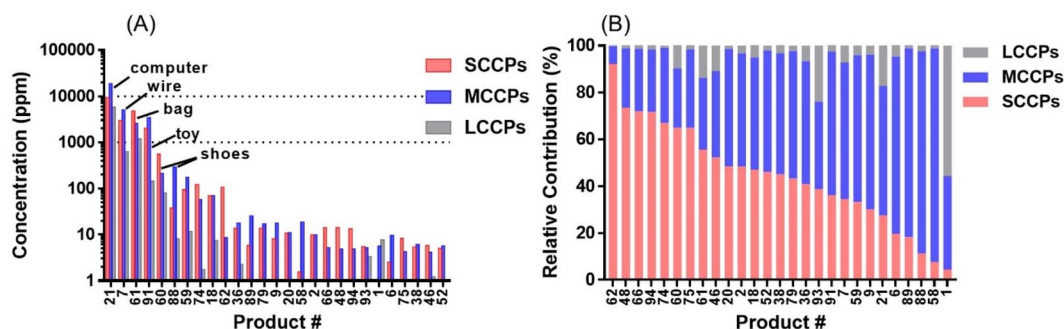 (A)
Concentration (ppm)
100000
10000
1000
100
10
1
computer
wire
bag
toy
shoes
SCCPs
MCCPs
LCCPs
21 7 61 91 60 88 59 74 18 62 36 89 79 9 20 58 2 66 48 94 93 1 6 75 38 46 52
Product #
(B)
Relative Contribution (%)
100
80
60
40
20
0
LCCPs
MCCPs
SCCPs
62 48 66 94 74 60 75 61 46 20 2 18 52 38 79 36 93 91 7 59 9 21 6 89 88 58 1
Product #